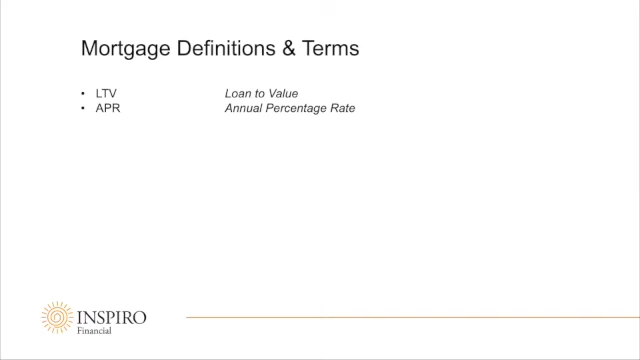 Mortgage Definitions & Terms
• LTV Loan to Value
• APR Annual Percentage Rate
INSPIRO
Financial